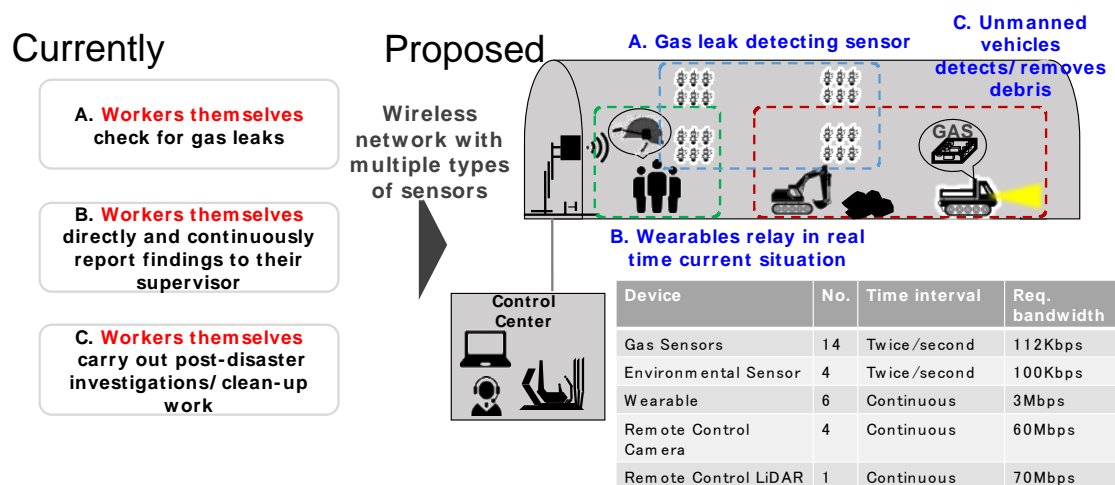 Currently
A. Workers themselves
check for gas leaks
B. Workers themselves
directly and continuously
report findings to their
supervisor
C. Workers themselves
carry out post-disaster
investigations/ clean-up
work
Proposed
Wireless
network with
multiple types
of sensors
A. Gas leak detecting sensor
C. Unmanned
vehicles
detects/ removes
debris
GAS
B. Wearables relay in real
time current situation
Control
Center
Device No. Time interval Req.
bandwidth
Gas Sensors 14 Twice/second 112Kbps
Environmental Sensor 4 Twice/second 100Kbps
Wearable 6 Continuous 3Mbps
Remote Control
Camera 4 Continuous 60Mbps
Remote Control LiDAR 1 Continuous 70Mbps